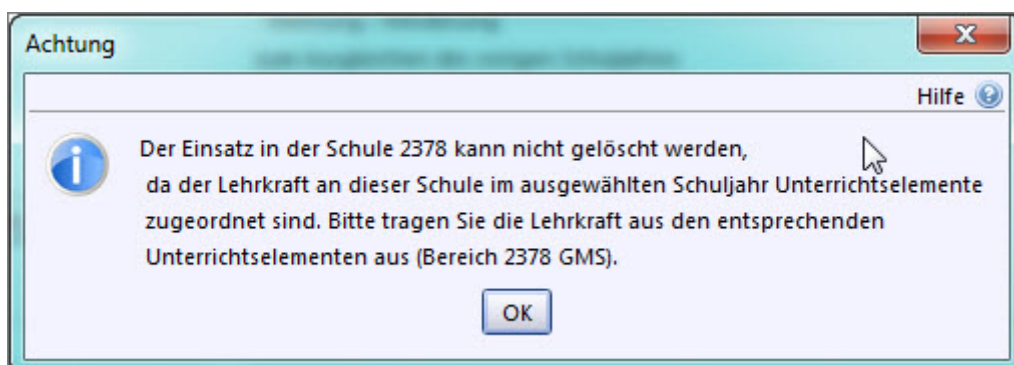 Achtung
Hilfe
Der Einsatz in der Schule 2378 kann nicht gelöscht werden,
da der Lehrkraft an dieser Schule im ausgewählten Schuljahr Unterrichtselemente
zugeordnet sind. Bitte tragen Sie die Lehrkraft aus den entsprechenden
Unterrichtselementen aus (Bereich 2378 GMS).
OK